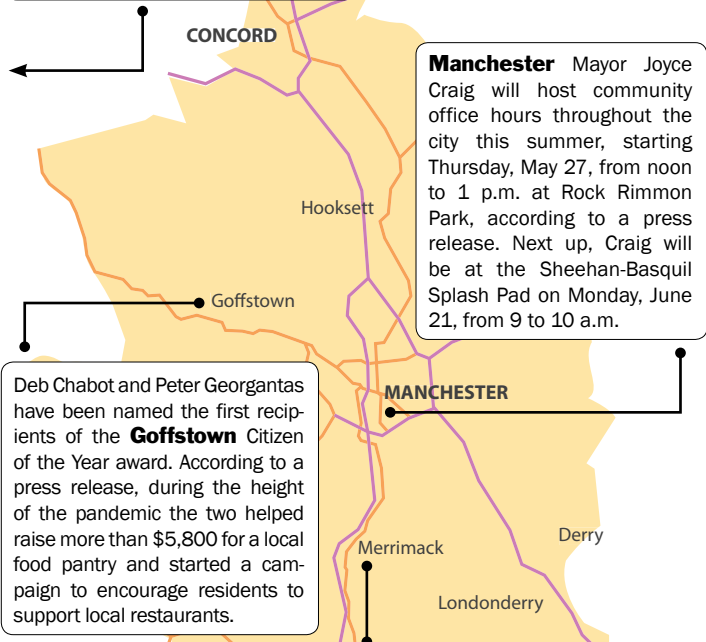 CONCORD
Manchester Mayor Joyce
Craig will host community
office hours throughout the
city this summer, starting
Thursday, May 27, from noon
to 1 p.m. at Rock Rimmon
Park, according to a press
release. Next up, Craig will
be at the Sheehan-Basquil
Splash Pad on Monday, June
21, from 9 to 10 a.m.
Hooksett
Goffstown
MANCHESTER
Deb Chabot and Peter Georgantas
have been named the first recip-
ients of the Goffstown Citizen
of the Year award. According to a
press release, during the height
of the pandemic the two helped
raise more than $5,800 for a local
food pantry and started a cam-
paign to encourage residents to
support local restaurants.
Merrimack
Derry
Londonderry